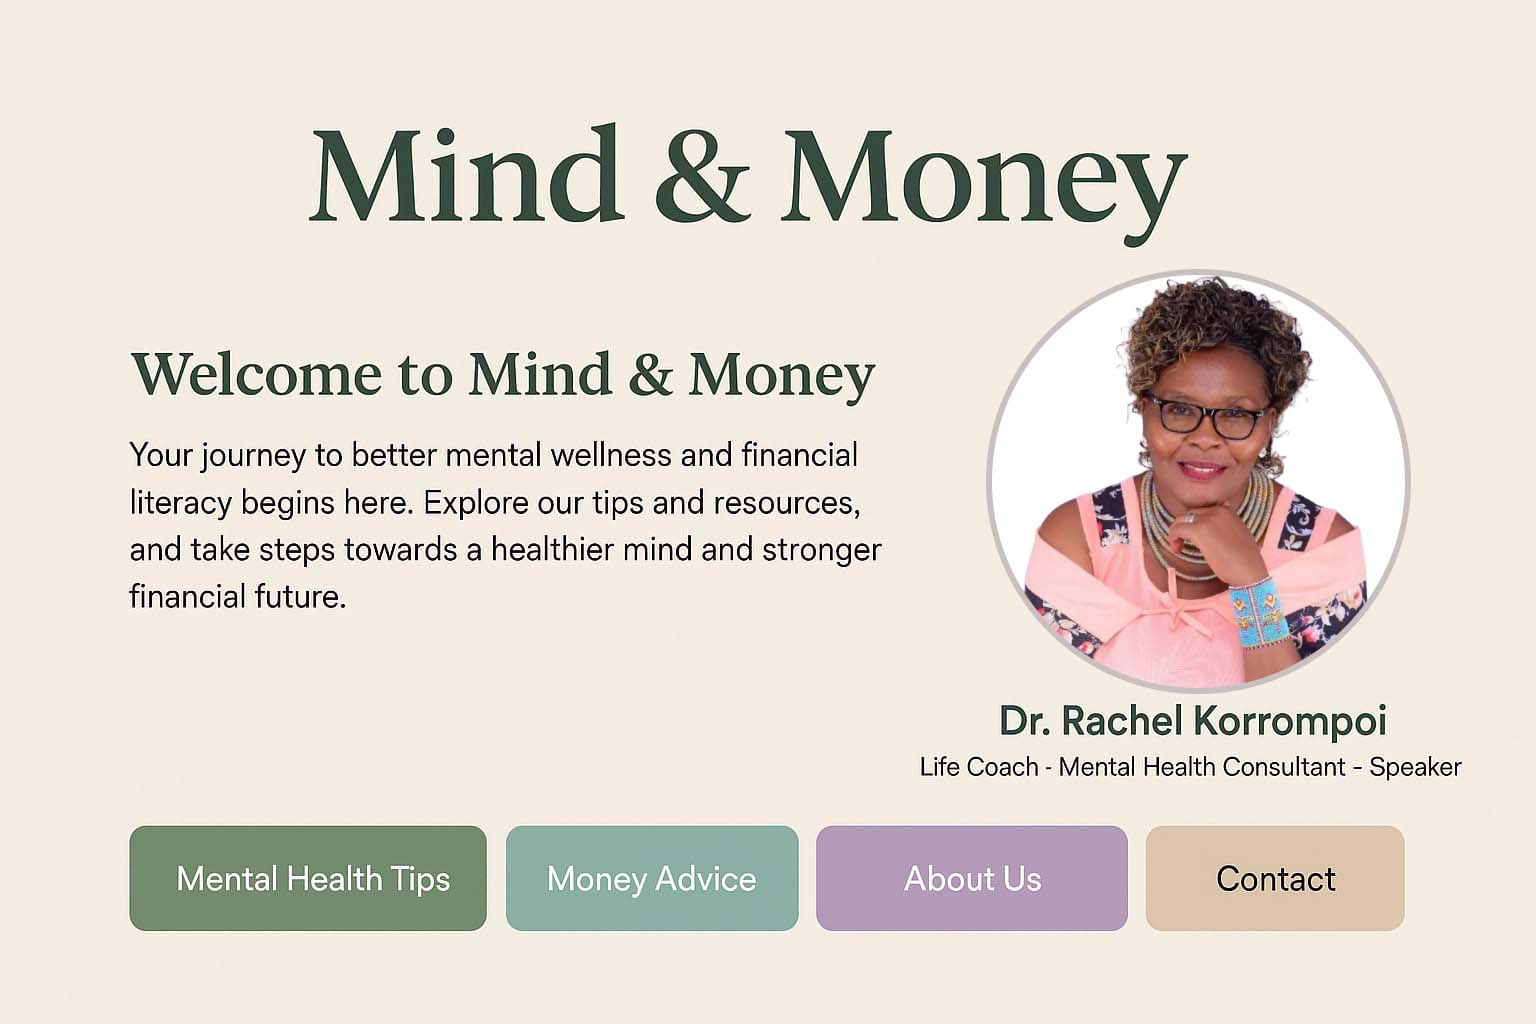 Mind & Money
Welcome to Mind & Money
Your journey to better mental wellness and financial
literacy begins here. Explore our tips and resources,
and take steps towards a healthier mind and stronger
financial future.
Dr. Rachel Korrompoi
Life Coach - Mental Health Consultant - Speaker
Mental Health Tips
Money Advice
About Us
Contact